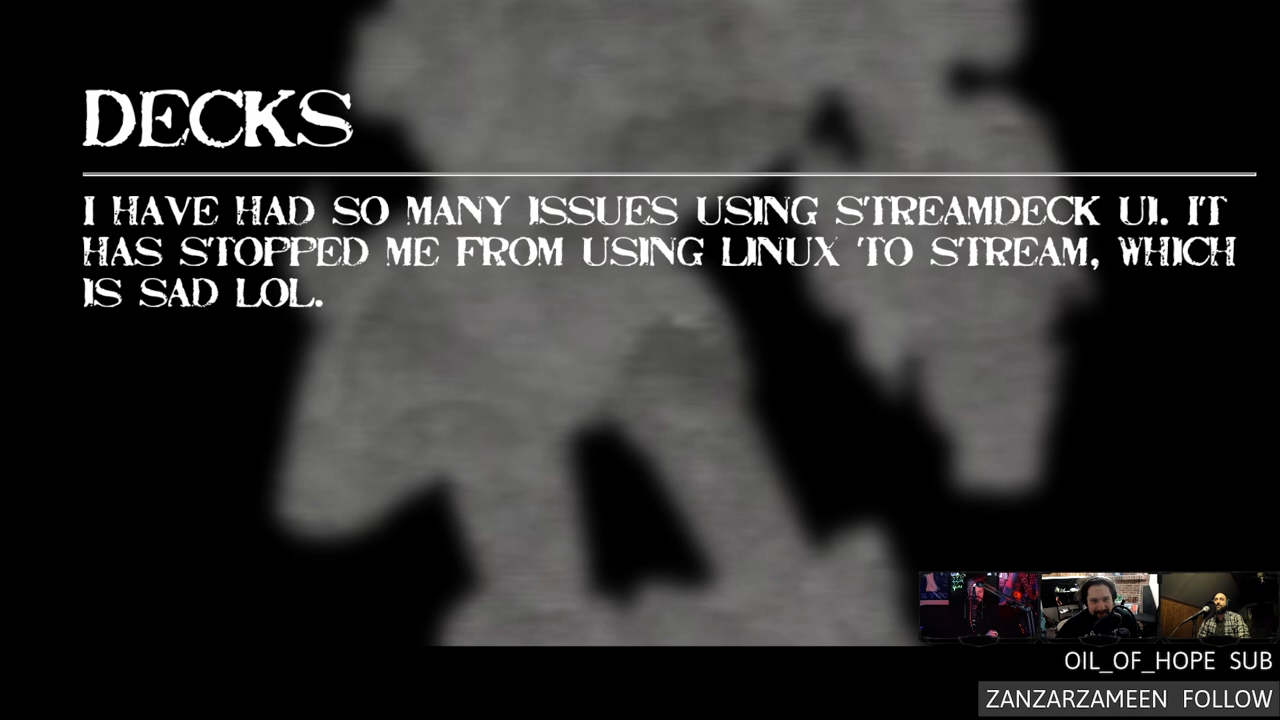 DECKS
I HAVE HAD SO MANY ISSUES USING STREAMDECK UI. IT
HAS STOPPED ME FROM USING LINUX TO STREAM, WHICH
IS SAD LOL.
OIL_OF_HOPE SUB
ZANZARZAMEEN FOLLOW